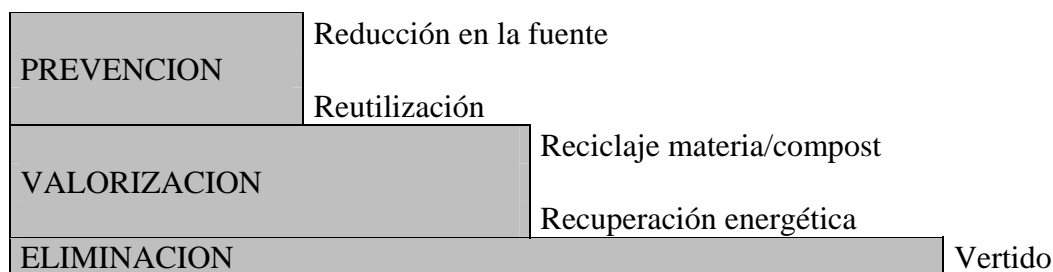 Reducción en la fuente
PREVENCION
Reutilización
Reciclaje materia/compost
VALORIZACION
Recuperación energética
ELIMINACION Vertido